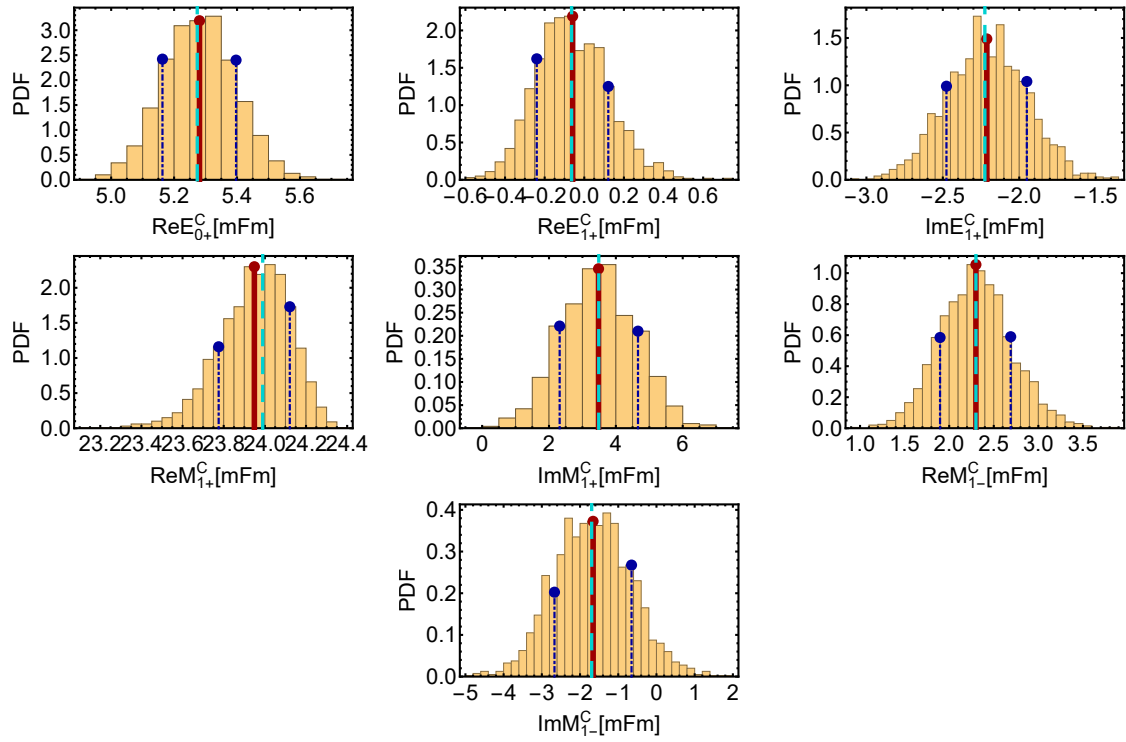 PDF
3.0
2.5
2.0
1.5
1.0
0.5
0.0
5.0 5.2 5.4 5.6
ReE^C_{0+}[mFm]
PDF
2.0
1.5
1.0
0.5
0.0
−0.6 −0.4 −0.2 0.0 0.2 0.4 0.6
ReE^C_{1+}[mFm]
PDF
1.5
1.0
0.5
0.0
−3.0 −2.5 −2.0 −1.5
ImE^C_{1+}[mFm]
PDF
2.0
1.5
1.0
0.5
0.0
23.2 23.4 23.6 23.8 24.0 24.2 24.4
ReM^C_{1+}[mFm]
PDF
0.35
0.30
0.25
0.20
0.15
0.10
0.05
0.00
0 2 4 6
ImM^C_{1+}[mFm]
PDF
1.0
0.8
0.6
0.4
0.2
0.0
1.0 1.5 2.0 2.5 3.0 3.5
ReM^C_{1−}[mFm]
PDF
0.4
0.3
0.2
0.1
0.0
−5 −4 −3 −2 −1 0 1 2
ImM^C_{1−}[mFm]